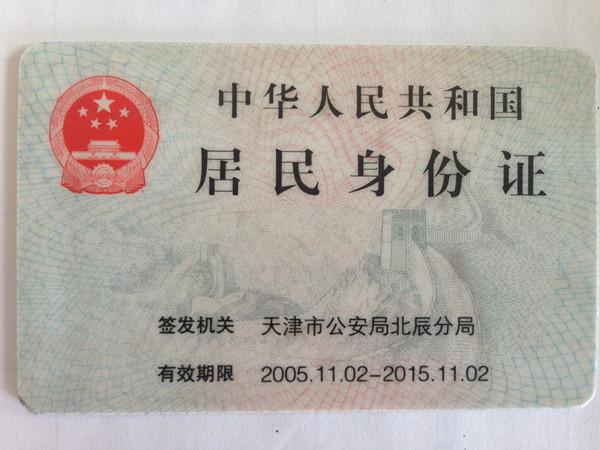 中华人民共和国
居民身份证
签发机关 天津市公安局北辰分局
有效期限 2005.11.02-2015.11.02